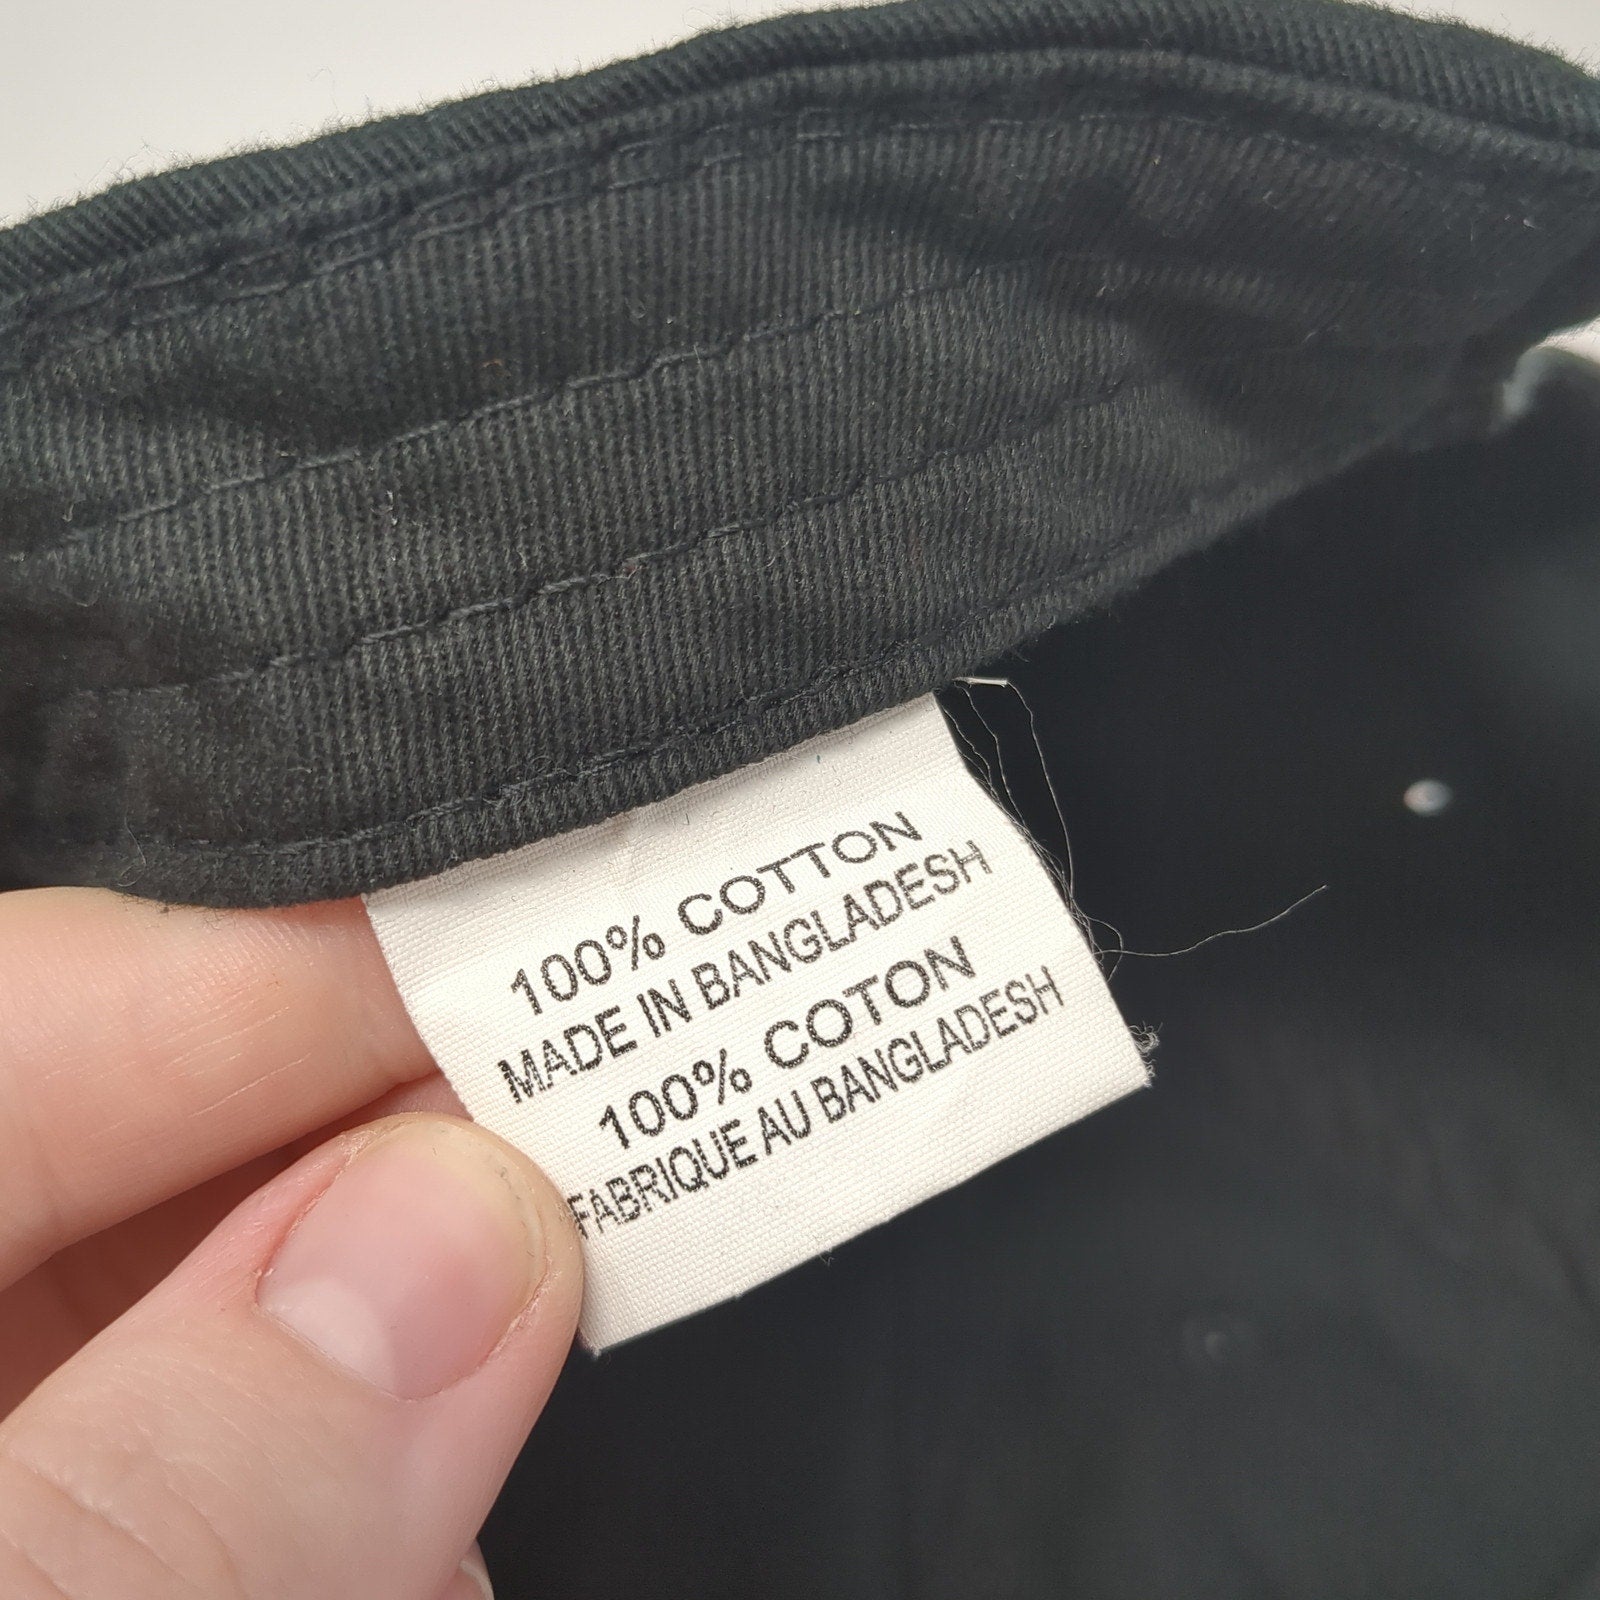 100% COTTON
MADE IN BANGLADESH
100% COTON
FABRIQUE AU BANGLADESH